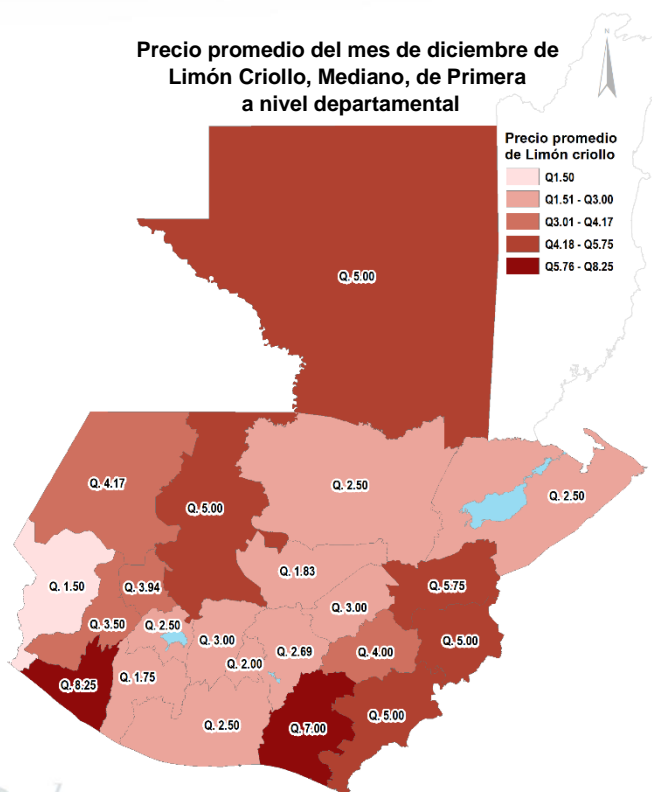 Precio promedio del mes de diciembre de
Limón Criollo, Mediano, de Primera
a nivel departamental
N
Precio promedio
de Limón criollo
Q1.50
Q1.51 - Q3.00
Q3.01 - Q4.17
Q4.18 - Q5.75
Q5.76 - Q8.25
Q. 5.00
Q. 4.17
Q. 5.00
Q. 2.50
Q. 2.50
Q. 1.50
Q. 3.94
Q. 1.83
Q. 5.75
Q. 3.50
Q. 2.50
Q. 3.00
Q. 3.00
Q. 2.00
Q. 2.69
Q. 4.00
Q. 5.00
Q. 8.25
Q. 1.75
Q. 2.50
Q. 7.00
Q. 5.00